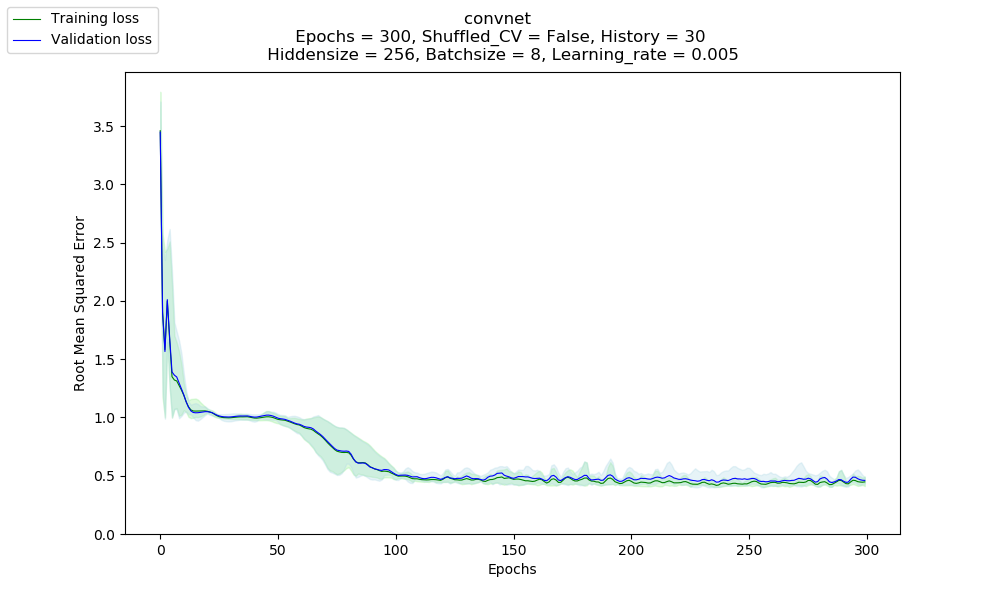 Training loss
Validation loss
convnet
Epochs = 300, Shuffled_CV = False, History = 30
Hiddensize = 256, Batchsize = 8, Learning_rate = 0.005
Root Mean Squared Error
3.5
3.0
2.5
2.0
1.5
1.0
0.5
0.0
0 50 100 150 200 250 300
Epochs